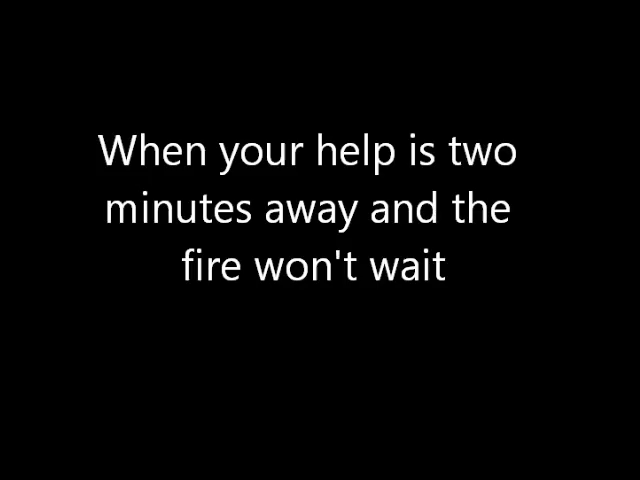 When your help is two
minutes away and the
fire won't wait